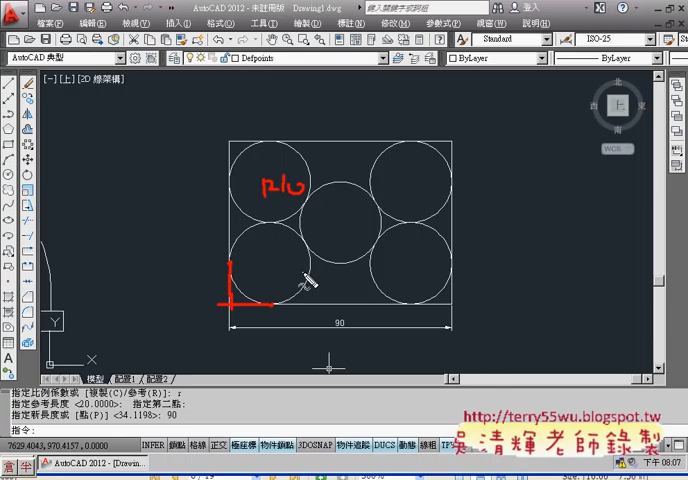 AutoCAD 2012 - 未註冊版 Drawing1.dwg
鍵入關鍵字或片語
登入
檔案(F)
編輯(E)
檢視(V)
插入(I)
格式(O)
工具(T)
繪製(D)
標註(N)
修改(M)
參數式(P)
視窗(W)
說明(H)
Standard
ISO-25
AutoCAD 典型
Defpoints
ByLayer
ByLayer
[-] [上] [2D 線架構]
北
西
上
東
南
WCS
R10
90
Y
X
模型
配置1
配置2
指定比例係數或 [複製(C)/參考(R)]: r
指定參考長度 <20.0000>: 指定第二點:
指定新長度或 [點(P)] <34.1198>: 90
指令:
http://terry55wu.blogspot.tw
吳清輝老師錄製
7629.4043, 970.4157, 0.0000
INFER
鎖點
格線
正交
極座標
物件鎖點
3DOSNAP
物件追蹤
DUCS
動態
線粗
倉
半
AutoCAD 2012 - [Drawin...
下午 08:07